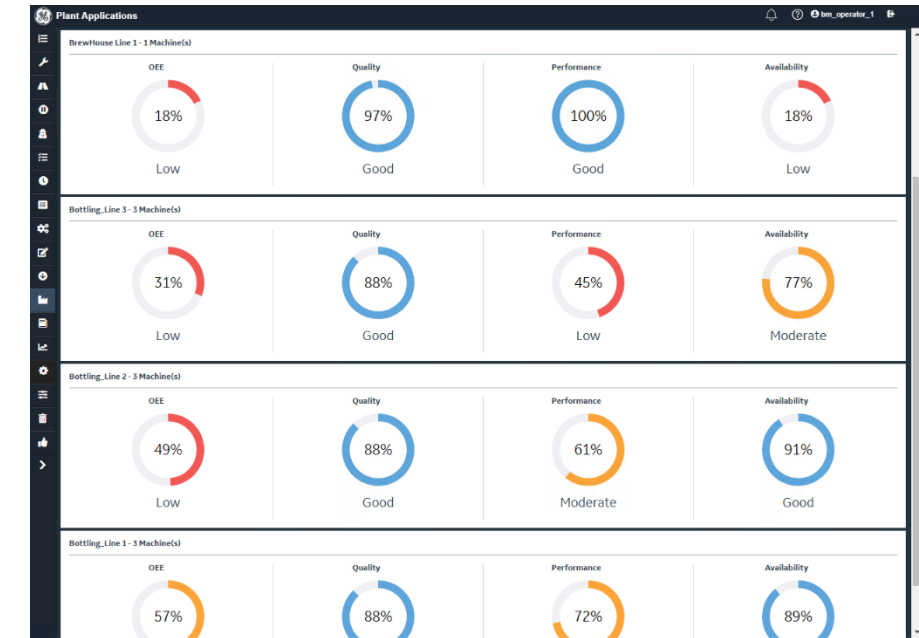 Plant Applications
bm_operator_1
BrewHouse Line 1 - 1 Machine(s)
OEE Quality Performance Availability
18% 97% 100% 18%
Low Good Good Low
Bottling_Line 3 - 3 Machine(s)
OEE Quality Performance Availability
31% 88% 45% 77%
Low Good Low Moderate
Bottling_Line 2 - 3 Machine(s)
OEE Quality Performance Availability
49% 88% 61% 91%
Low Good Moderate Good
Bottling_Line 1 - 3 Machine(s)
OEE Quality Performance Availability
57% 88% 72% 89%